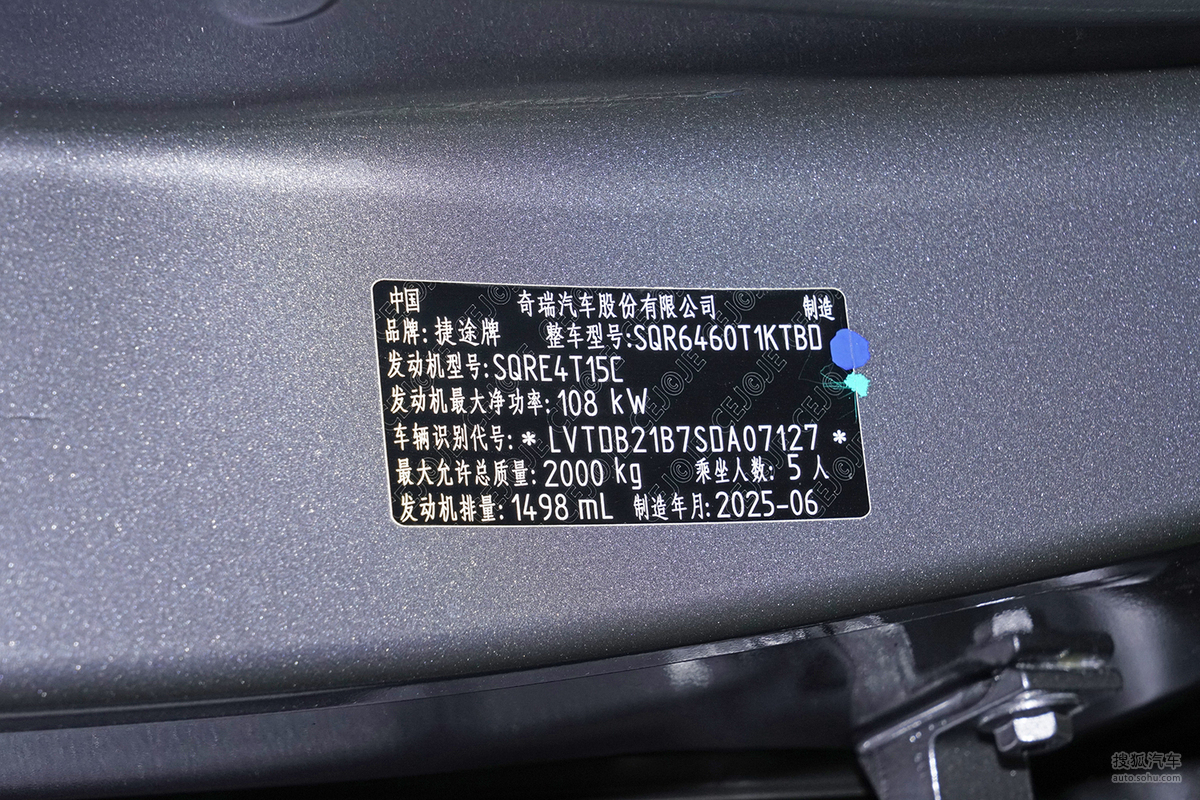 中国 奇瑞汽车股份有限公司 制造
品牌: 捷途牌 整车型号:SQR6460T1KTBD
发动机型号:SQRE4T15C
发动机最大净功率: 108 kW
车辆识别代号: * LVTDB21B7SDA07127 *
最大允许总质量: 2000 kg 乘坐人数: 5 人
发动机排量: 1498 mL 制造年月: 2025-06
搜狐汽车
auto.sohu.com